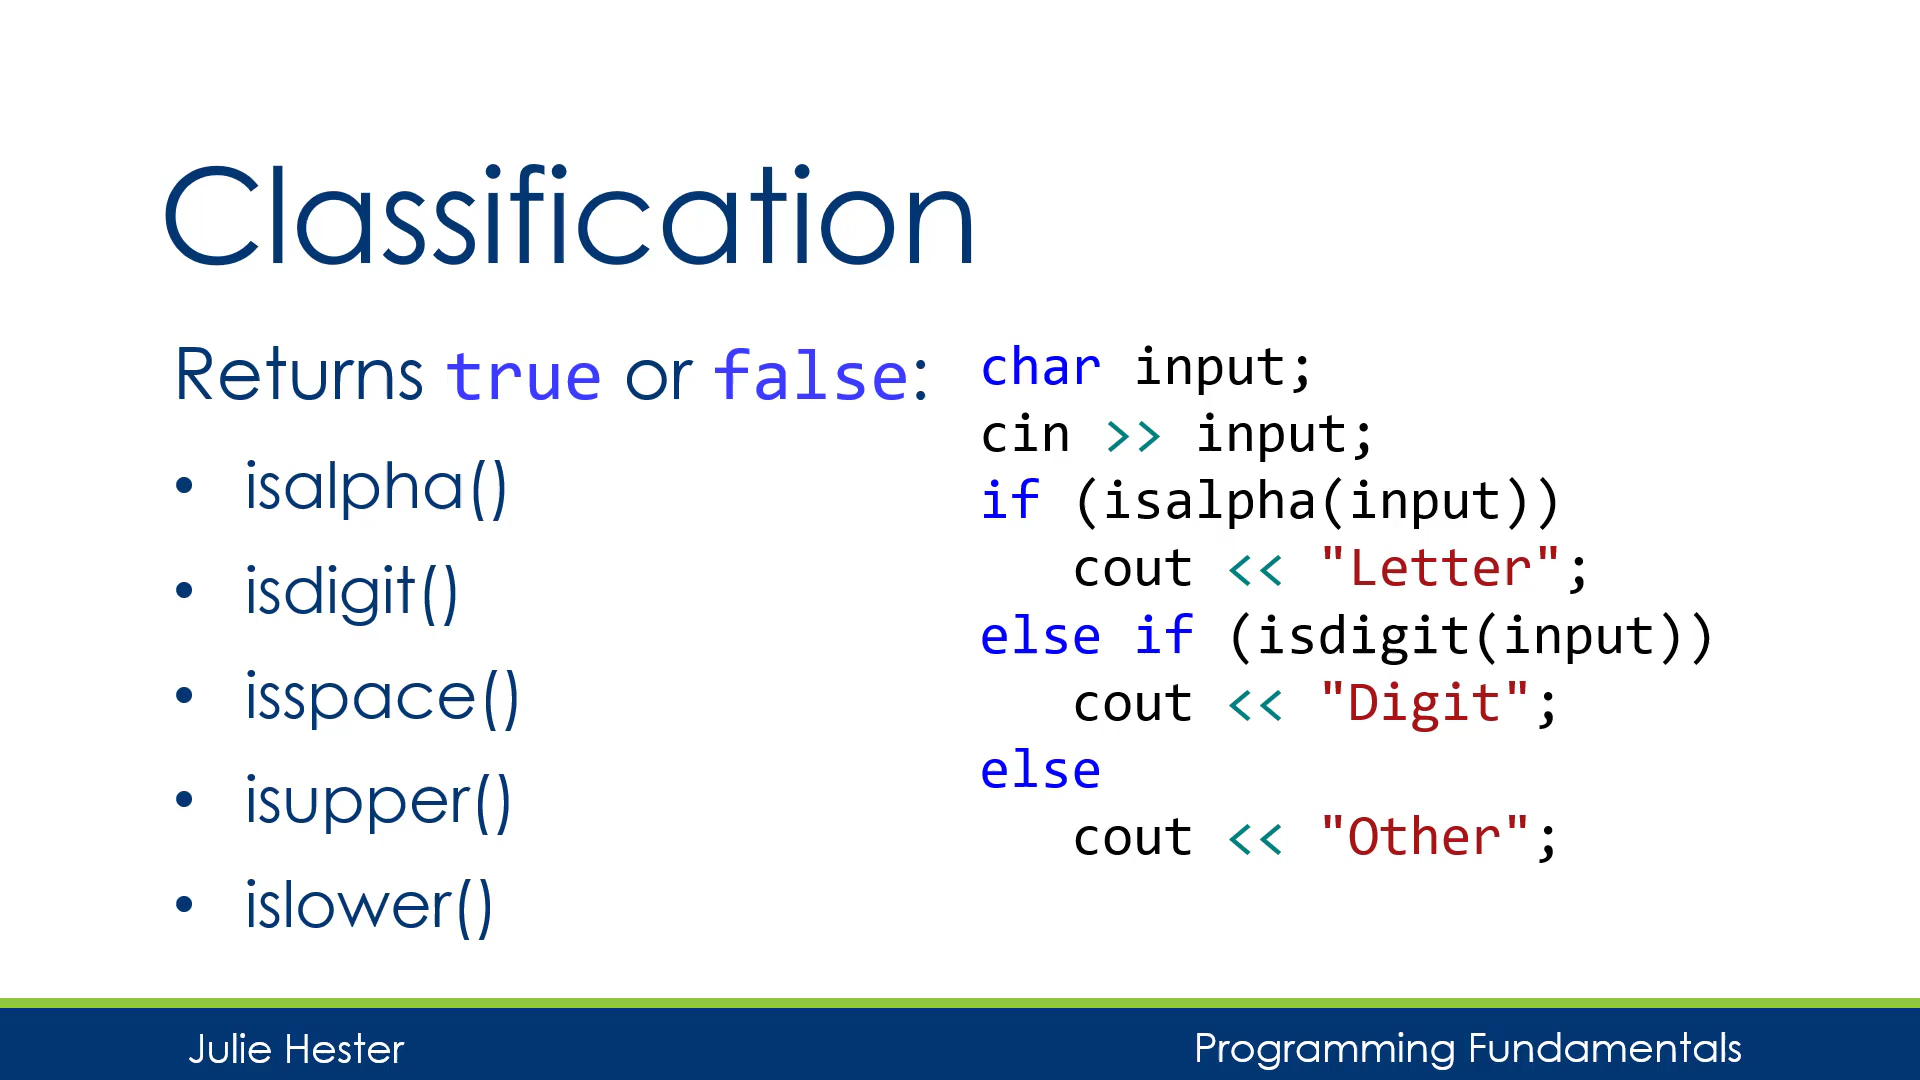 Classification
Returns true or false:
• isalpha()
• isdigit()
• isspace()
• isupper()
• islower()
char input;
cin >> input;
if (isalpha(input))
   cout << "Letter";
else if (isdigit(input))
   cout << "Digit";
else
   cout << "Other";
Julie Hester
Programming Fundamentals